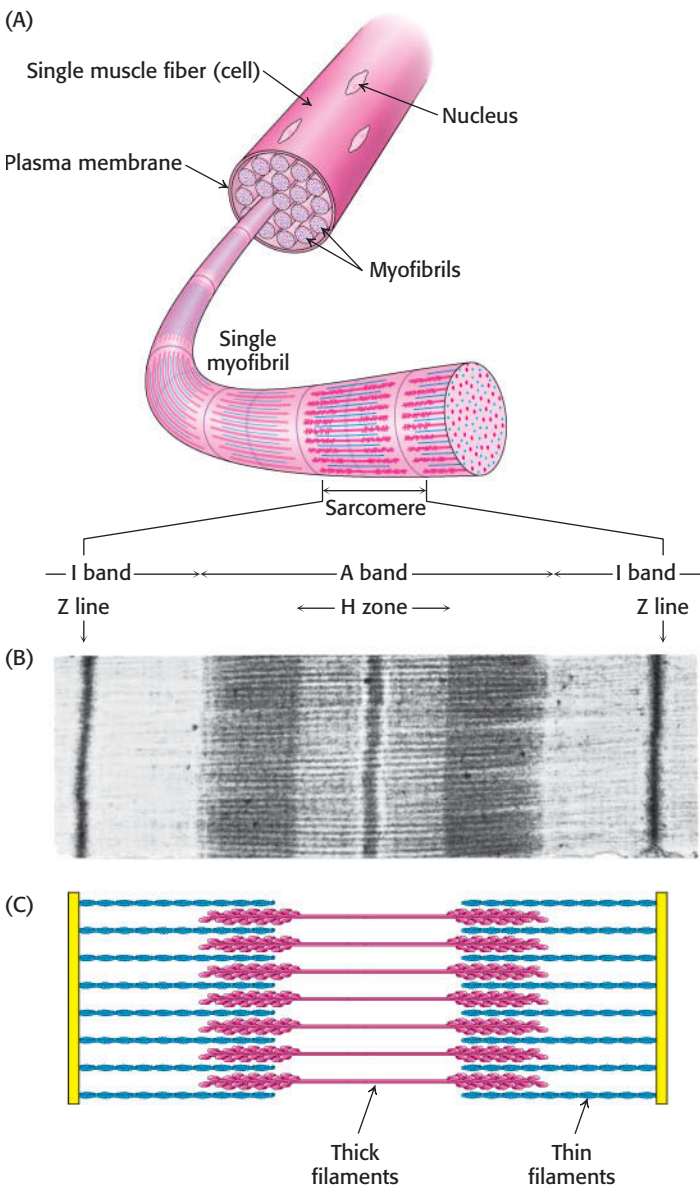 (A)
Single muscle fiber (cell)
Nucleus
Plasma membrane
Myofibrils
Single
myofibril
Sarcomere
I band A band I band
Z line H zone Z line
(B)
(C)
Thick
filaments
Thin
filaments